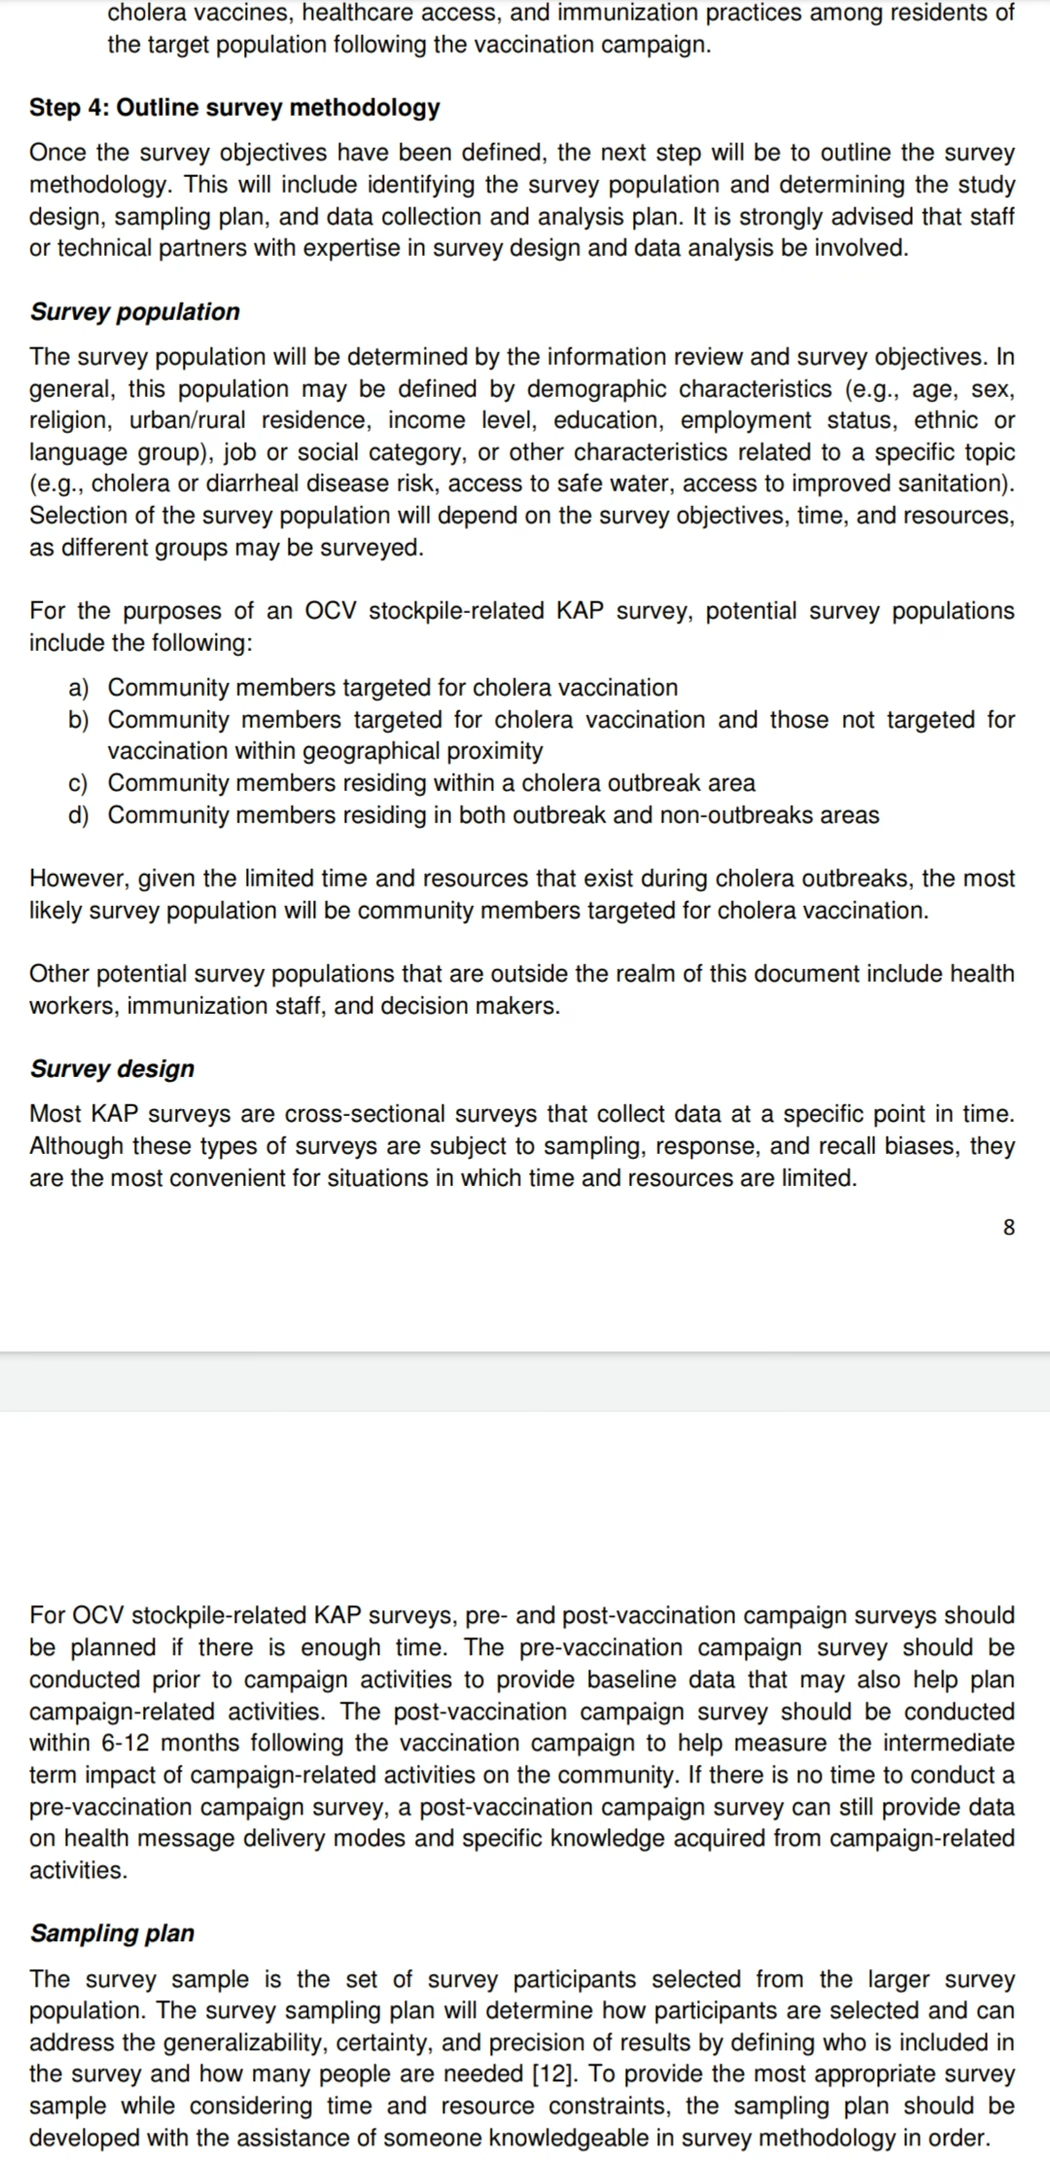 cholera vaccines, healthcare access, and immunization practices among residents of
the target population following the vaccination campaign.
Step 4: Outline survey methodology
Once the survey objectives have been defined, the next step will be to outline the survey
methodology. This will include identifying the survey population and determining the study
design, sampling plan, and data collection and analysis plan. It is strongly advised that staff
or technical partners with expertise in survey design and data analysis be involved.
Survey population
The survey population will be determined by the information review and survey objectives. In
general, this population may be defined by demographic characteristics (e.g., age, sex,
religion, urban/rural residence, income level, education, employment status, ethnic or
language group), job or social category, or other characteristics related to a specific topic
(e.g., cholera or diarrheal disease risk, access to safe water, access to improved sanitation).
Selection of the survey population will depend on the survey objectives, time, and resources,
as different groups may be surveyed.
For the purposes of an OCV stockpile-related KAP survey, potential survey populations
include the following:
a) Community members targeted for cholera vaccination
b) Community members targeted for cholera vaccination and those not targeted for
vaccination within geographical proximity
c) Community members residing within a cholera outbreak area
d) Community members residing in both outbreak and non-outbreaks areas
However, given the limited time and resources that exist during cholera outbreaks, the most
likely survey population will be community members targeted for cholera vaccination.
Other potential survey populations that are outside the realm of this document include health
workers, immunization staff, and decision makers.
Survey design
Most KAP surveys are cross-sectional surveys that collect data at a specific point in time.
Although these types of surveys are subject to sampling, response, and recall biases, they
are the most convenient for situations in which time and resources are limited.
8
For OCV stockpile-related KAP surveys, pre- and post-vaccination campaign surveys should
be planned if there is enough time. The pre-vaccination campaign survey should be
conducted prior to campaign activities to provide baseline data that may also help plan
campaign-related activities. The post-vaccination campaign survey should be conducted
within 6-12 months following the vaccination campaign to help measure the intermediate
term impact of campaign-related activities on the community. If there is no time to conduct a
pre-vaccination campaign survey, a post-vaccination campaign survey can still provide data
on health message delivery modes and specific knowledge acquired from campaign-related
activities.
Sampling plan
The survey sample is the set of survey participants selected from the larger survey
population. The survey sampling plan will determine how participants are selected and can
address the generalizability, certainty, and precision of results by defining who is included in
the survey and how many people are needed [12]. To provide the most appropriate survey
sample while considering time and resource constraints, the sampling plan should be
developed with the assistance of someone knowledgeable in survey methodology in order.